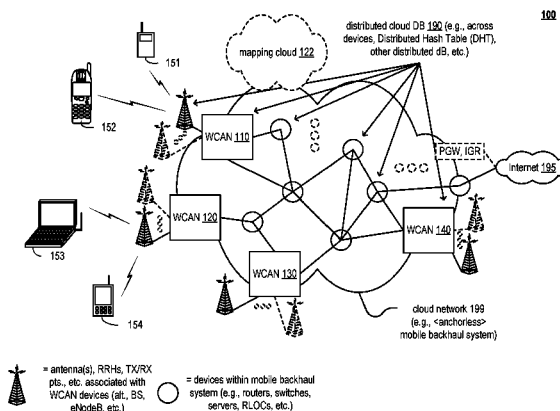 100
distributed cloud DB 190 (e.g., across
devices, Distributed Hash Table (DHT),
other distributed dB, etc.)
mapping cloud 122
151
152
WCAN 110
PGW, IGR
Internet 195
WCAN 120
WCAN 140
153
WCAN 130
154
cloud network 199
(e.g., <anchorless>
mobile backhaul system)
= antenna(s), RRHs, TX/RX
pts., etc. associated with
WCAN devices (alt., BS,
eNodeB, etc.)
= devices within mobile backhaul
system (e.g., routers, switches,
servers, RLOCs, etc.)